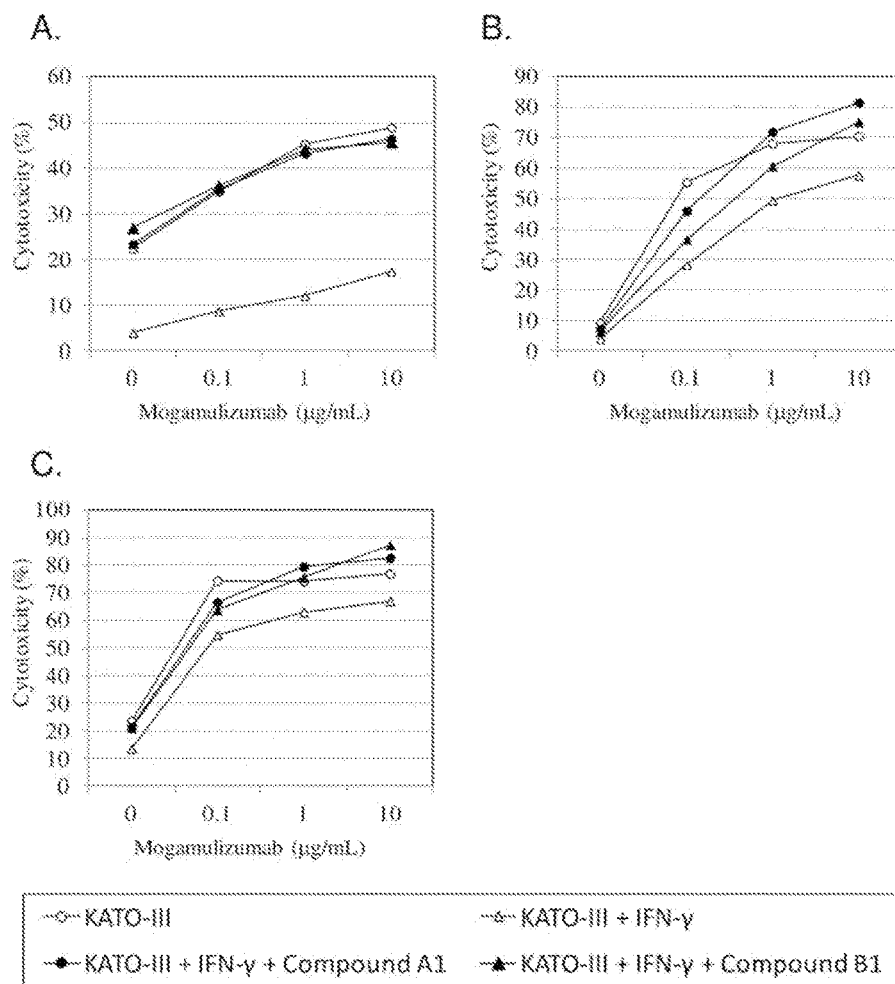 A.
60
50
40
30
20
10
0
Cytotoxicity (%)
0 0.1 1 10
Mogamulizumab (µg/mL)
B.
90
80
70
60
50
40
30
20
10
0
Cytotoxicity (%)
0 0.1 1 10
Mogamulizumab (µg/mL)
C.
100
90
80
70
60
50
40
30
20
10
0
Cytotoxicity (%)
0 0.1 1 10
Mogamulizumab (µg/mL)
KATO-III KATO-III + IFN-γ
KATO-III + IFN-γ + Compound A1 KATO-III + IFN-γ + Compound B1